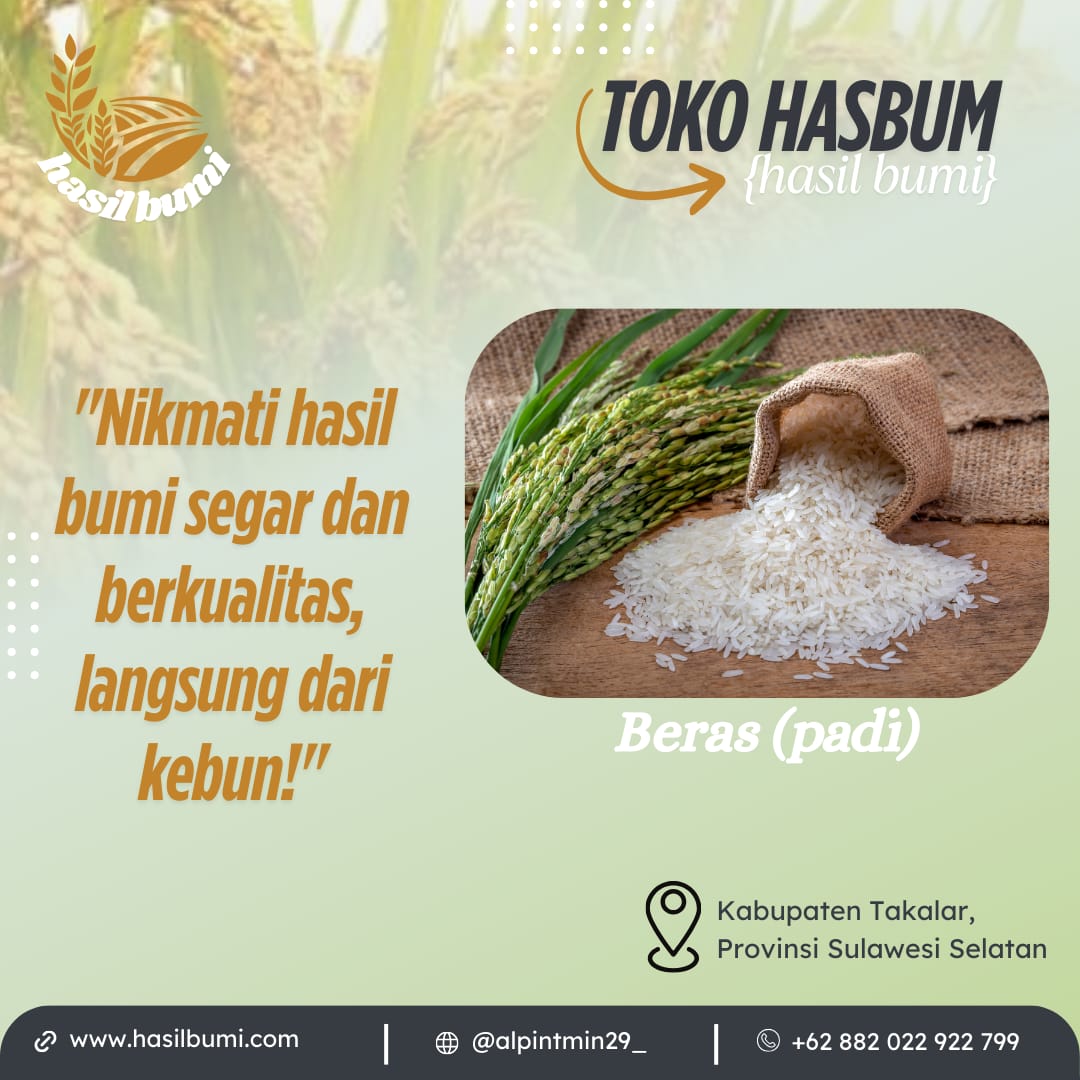 hasil bumi
TOKO HASBUM
{hasil bumi}
"Nikmati hasil
bumi segar dan
berkualitas,
langsung dari
kebun!"
Beras (padi)
Kabupaten Takalar,
Provinsi Sulawesi Selatan
www.hasilbumi.com
@alpintmin29_
+62 882 022 922 799